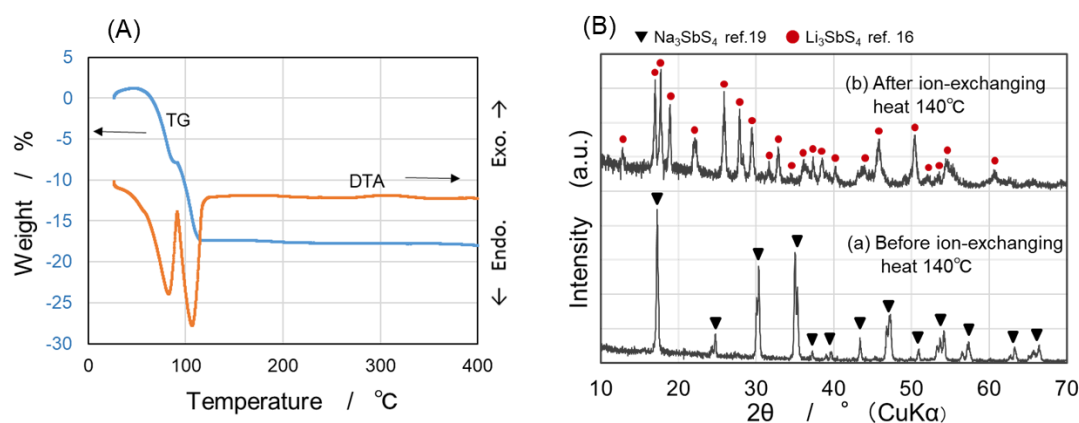 (A)
5
0
-5
-10
-15
-20
-25
-30
Weight / %
TG
DTA
Exo. →
← Endo.
0
100
200
300
400
Temperature / ℃
(B)
▼ Na₃SbS₄ ref.19 ● Li₃SbS₄ ref. 16
(b) After ion-exchanging
heat 140℃
(a) Before ion-exchanging
heat 140℃
Intensity (a.u.)
10
20
30
40
50
60
70
2θ / ° (CuKα)